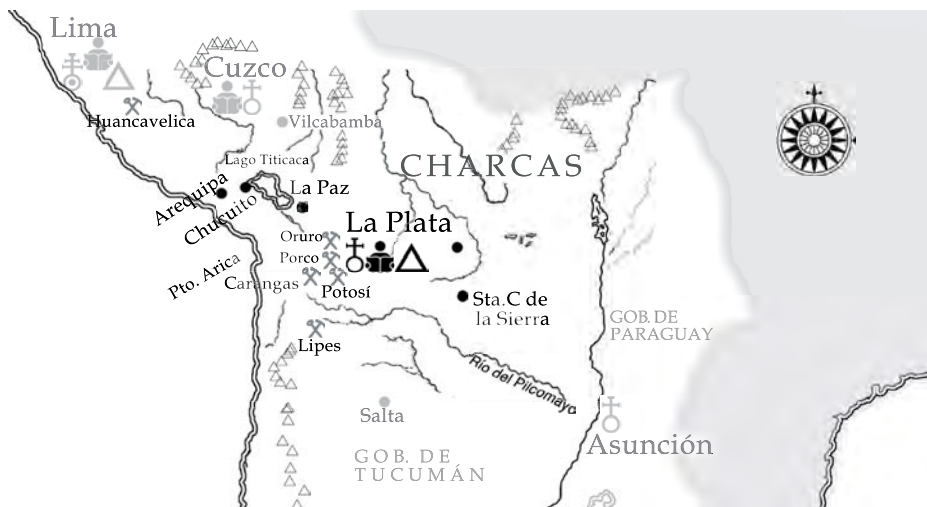 Lima
Cuzco
Huancavelica
Vilcabamba
Lago Titicaca
CHARCAS
Arequipa
Chucuito
La Paz
La Plata
Oruro
Porco
Pto. Arica
Carangas
Potosí
Sta.C de
la Sierra
GOB. DE
PARAGUAY
Lipes
Río del Pilcomayo
Salta
Asunción
GOB. DE
TUCUMÁN